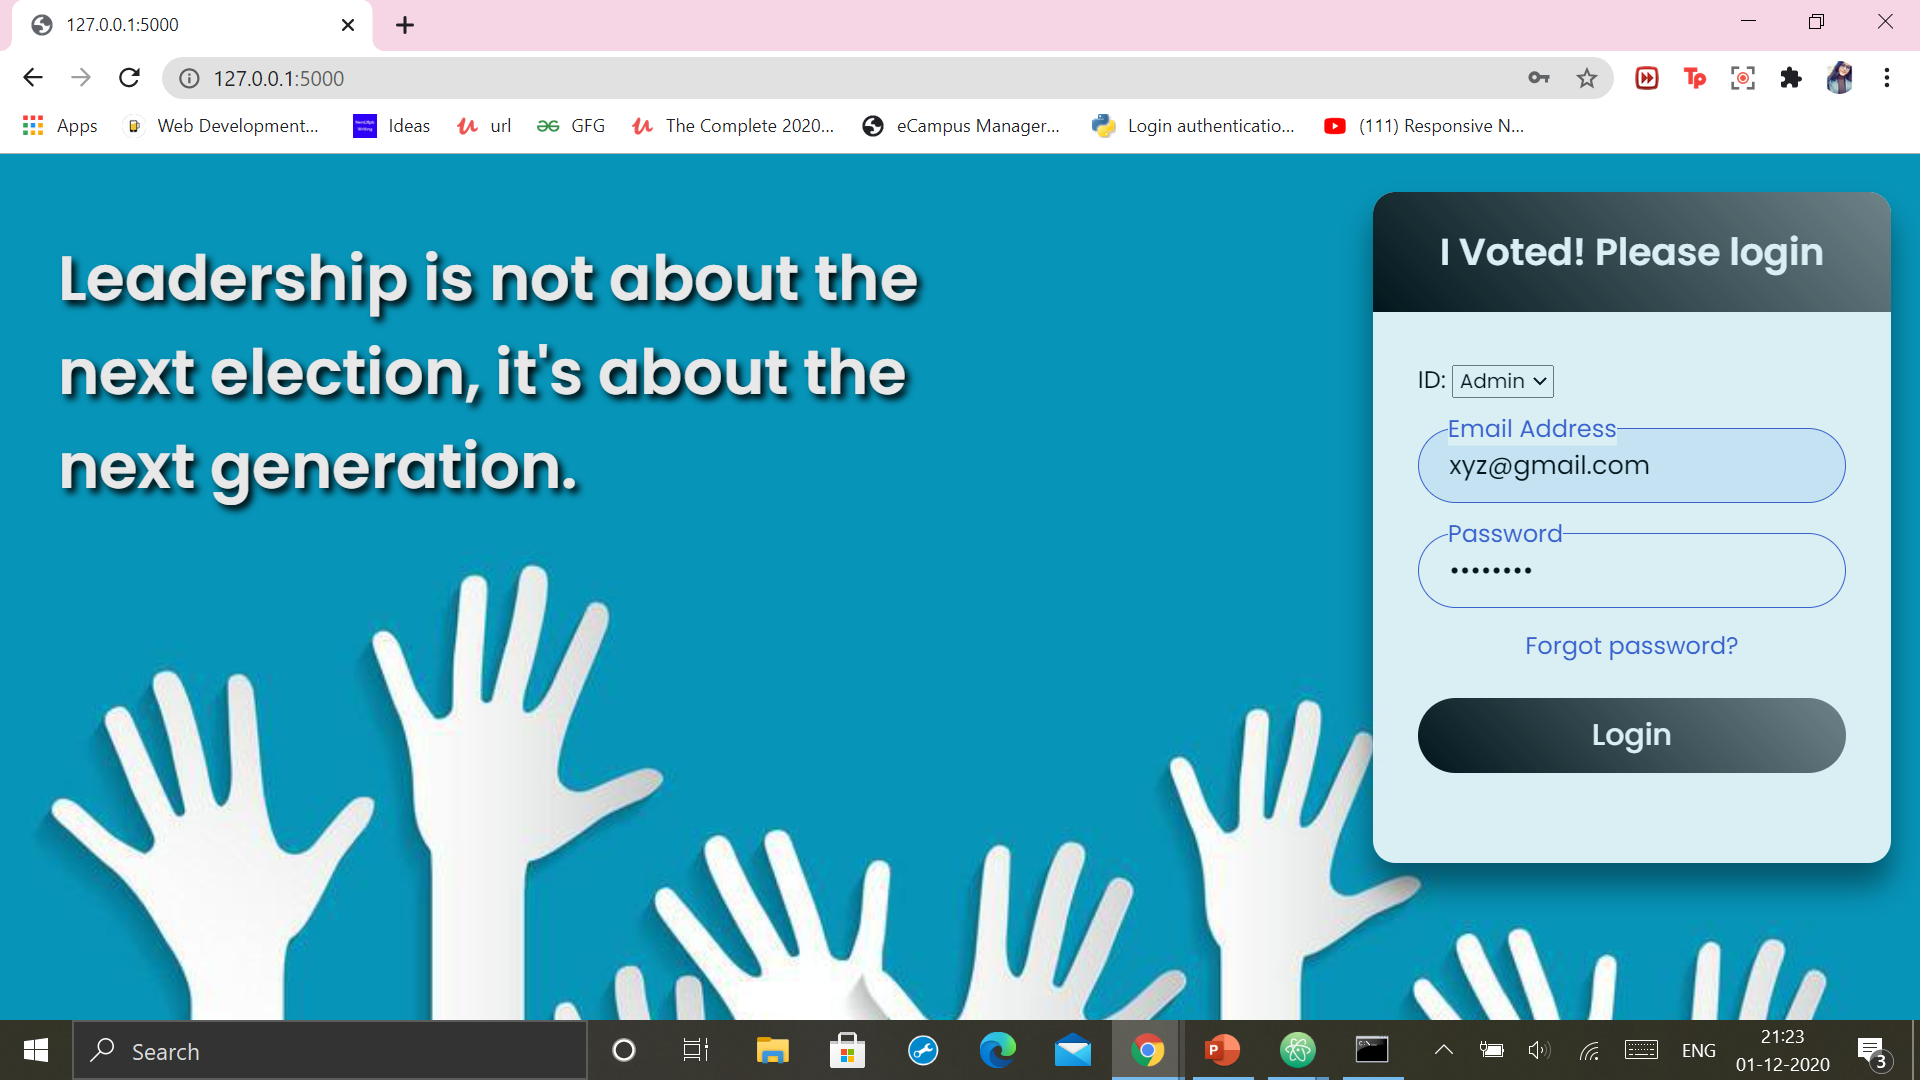 127.0.0.1:5000
127.0.0.1:5000
Apps
Web Development...
Ideas
url
GFG
The Complete 2020...
eCampus Manager...
Login authenticatio...
(111) Responsive N...
Leadership is not about the
next election, it's about the
next generation.
I Voted! Please login
ID: Admin
Email Address
xyz@gmail.com
Password
••••••••
Forgot password?
Login
Search
ENG
21:23
01-12-2020
3